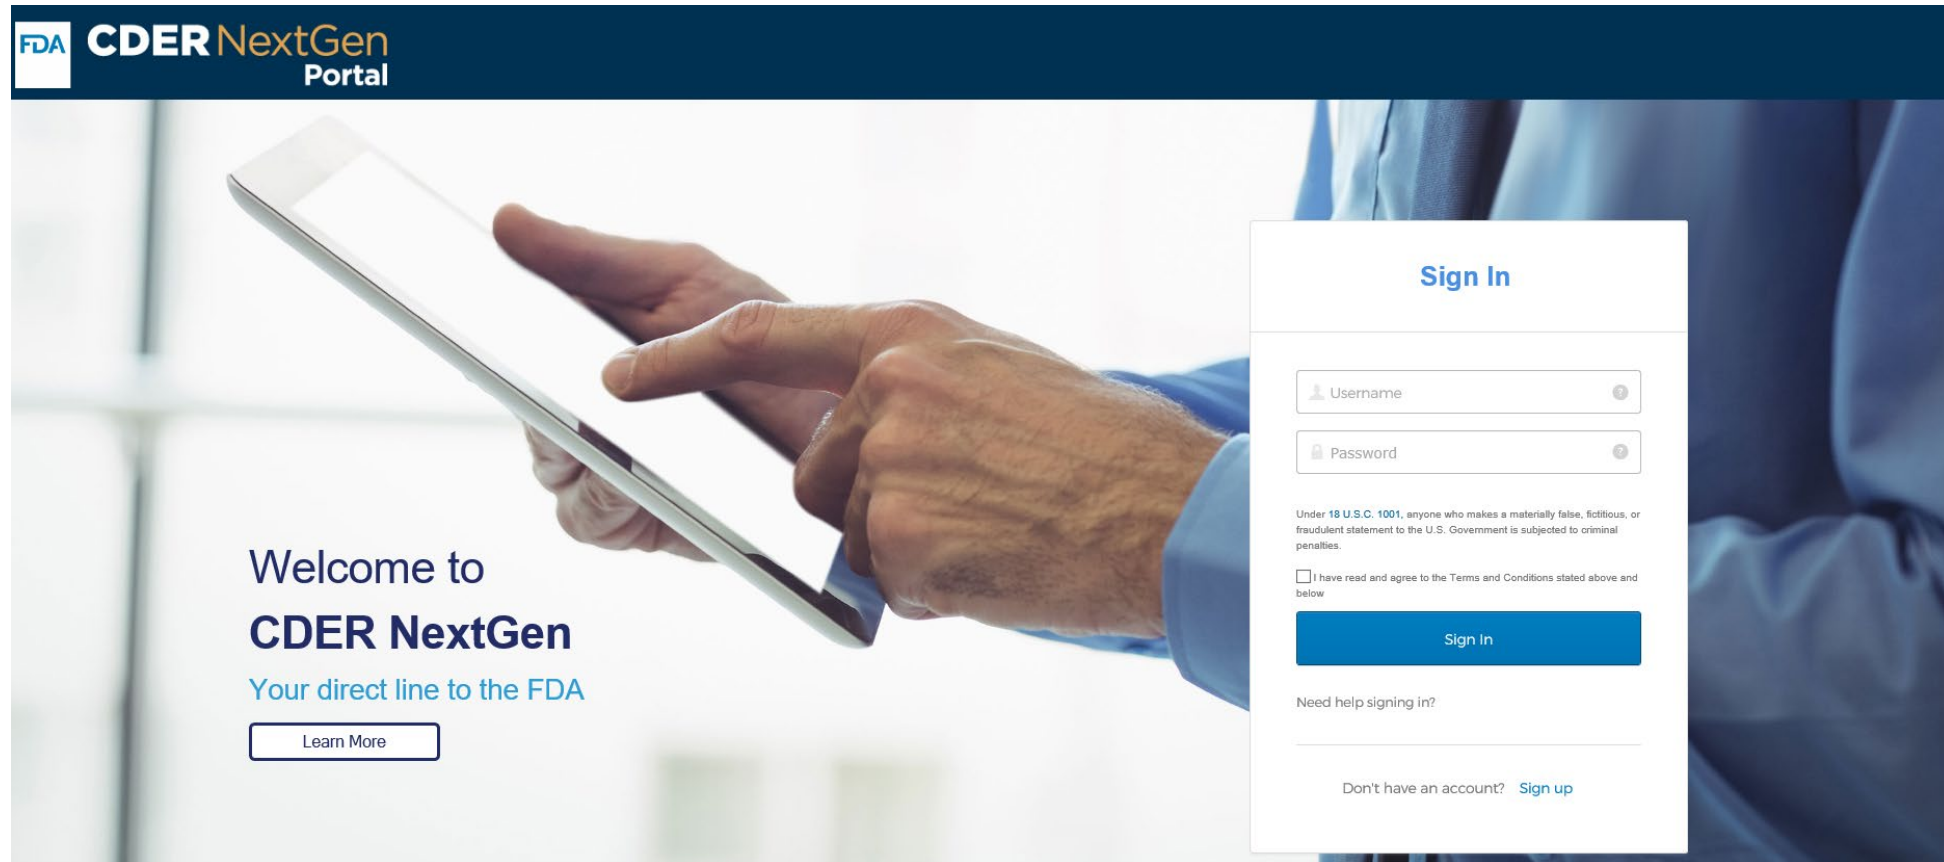 FDA CDER NextGen
Portal
Sign In
Username
Password
Under 18 U.S.C. 1001, anyone who makes a materially false, fictitious, or
fraudulent statement to the U.S. Government is subjected to criminal
penalties.
I have read and agree to the Terms and Conditions stated above and
below
Sign In
Need help signing in?
Don't have an account? Sign up
Welcome to
CDER NextGen
Your direct line to the FDA
Learn More